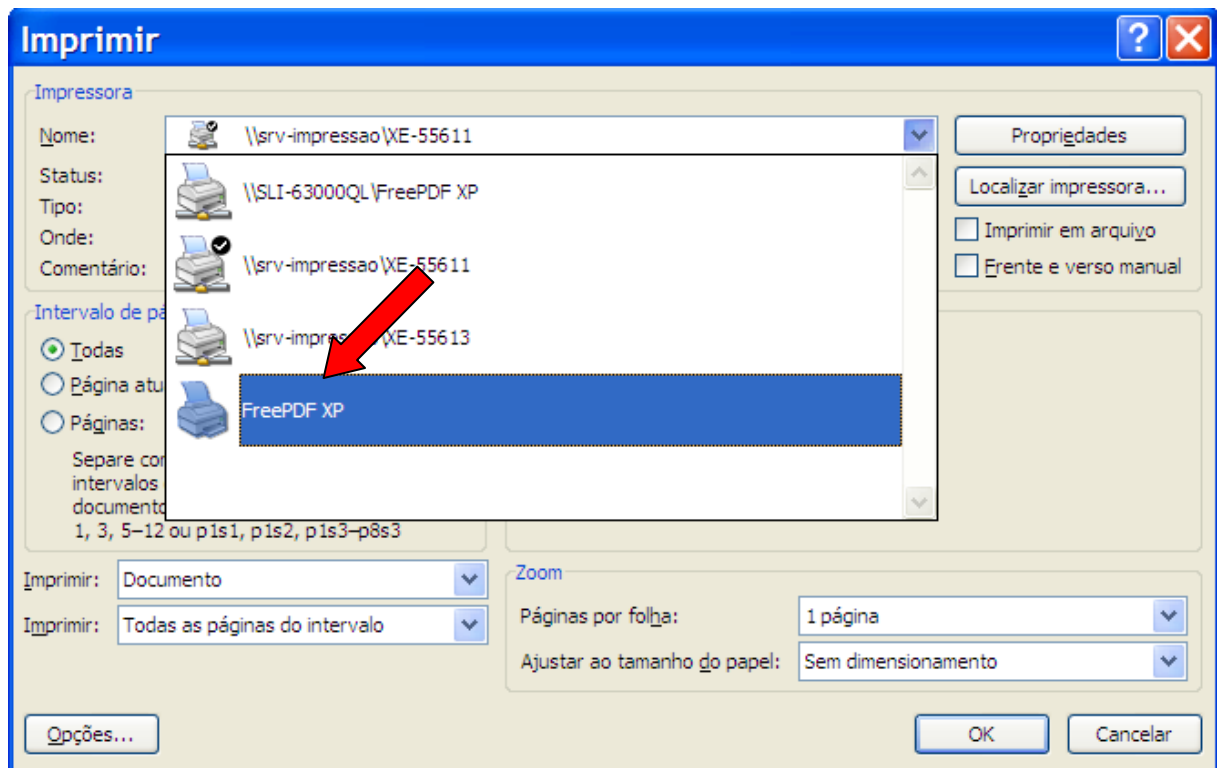 Imprimir
Impressora
Nome: \\srv-impressao\XE-55611 Propriedades
\\SLI-63000QL\FreePDF XP
\\srv-impressao\XE-55611
\\srv-impres XE-55613
FreePDF XP
Status:
Tipo:
Onde:
Comentário:
Localizar impressora...
Imprimir em arquivo
Frente e verso manual
Intervalo de pá
Todas
Página atu
Páginas:
Separe cor
intervalos
documento
1, 3, 5–12 ou p1s1, p1s2, p1s3–p8s3
Imprimir: Documento
Imprimir: Todas as páginas do intervalo
Zoom
Páginas por folha: 1 página
Ajustar ao tamanho do papel: Sem dimensionamento
Opções... OK Cancelar